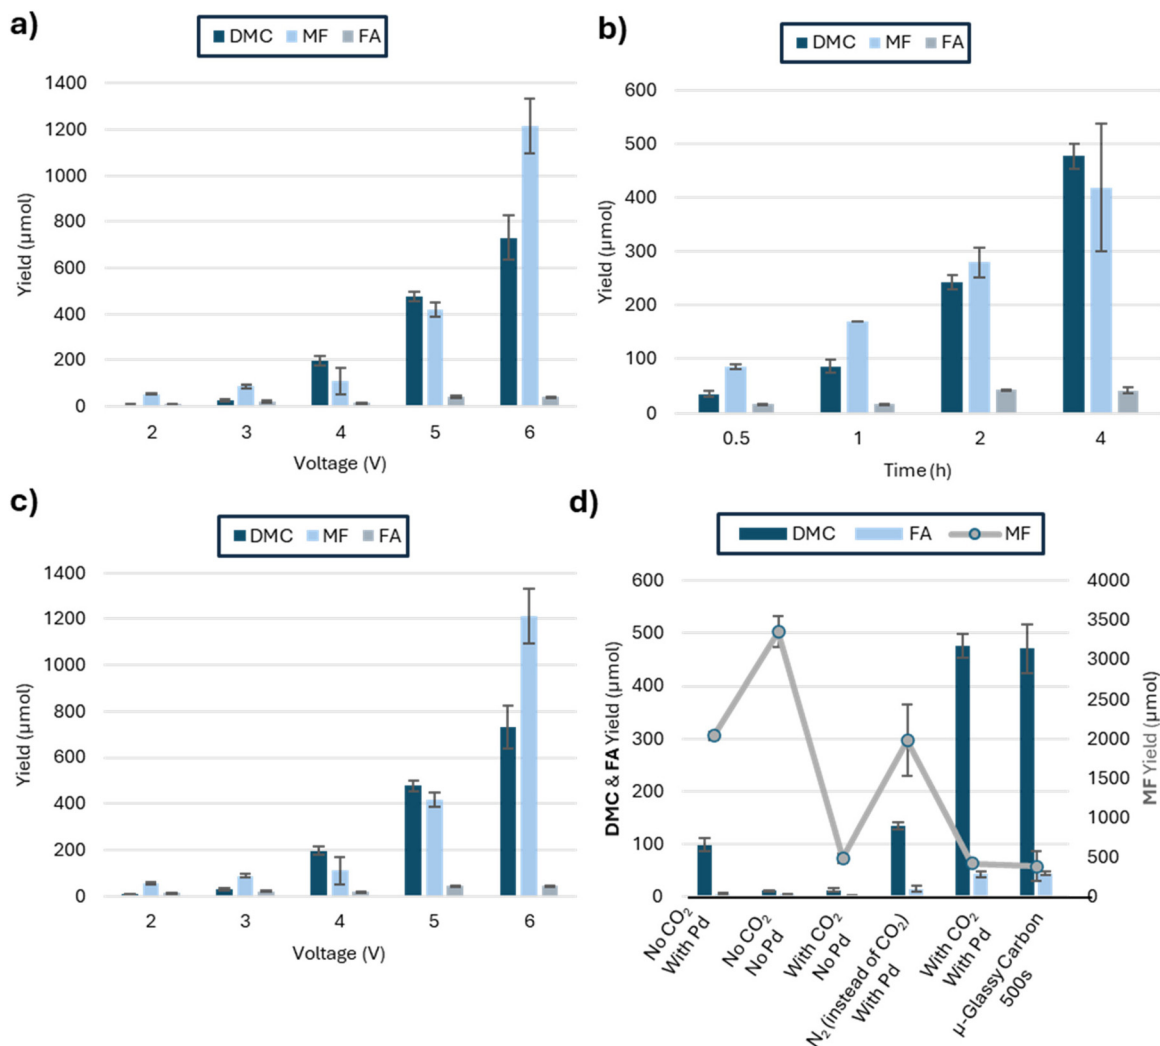 a)
DMC MF FA
1400
1200
1000
800
600
400
200
0
Yield (μmol)
2 3 4 5 6
Voltage (V)
b)
DMC MF FA
600
500
400
300
200
100
0
Yield (μmol)
0.5 1 2 4
Time (h)
c)
DMC MF FA
1400
1200
1000
800
600
400
200
0
Yield (μmol)
2 3 4 5 6
Voltage (V)
d)
DMC FA MF
600
500
400
300
200
100
0
DMC & FA Yield (μmol)
4000
3500
3000
2500
2000
1500
1000
500
0
MF Yield (μmol)
No CO₂
With Pd
No CO₂
No Pd
With CO₂
No Pd
N₂ (instead of CO₂)
With Pd
With CO₂
With Pd
μ-Glassy Carbon
500s